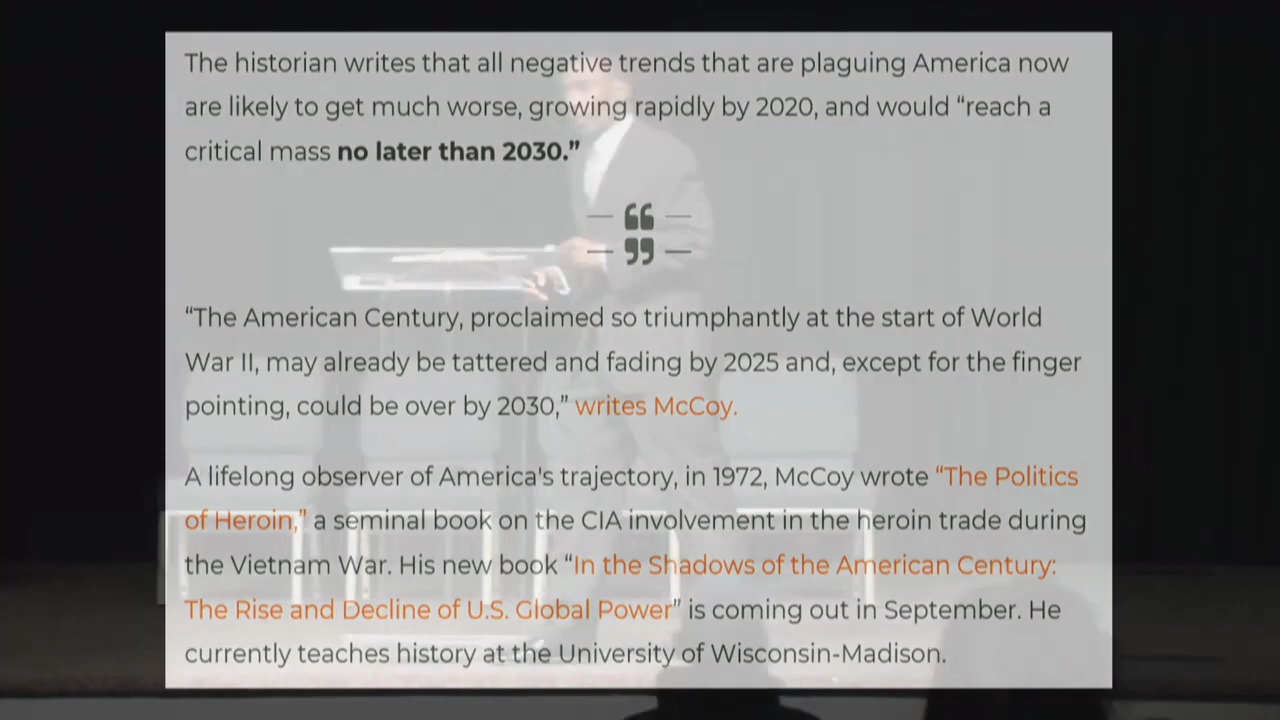 The historian writes that all negative trends that are plaguing America now
are likely to get much worse, growing rapidly by 2020, and would “reach a
critical mass no later than 2030.”
“
”
“The American Century, proclaimed so triumphantly at the start of World
War II, may already be tattered and fading by 2025 and, except for the finger
pointing, could be over by 2030,” writes McCoy.
A lifelong observer of America's trajectory, in 1972, McCoy wrote “The Politics
of Heroin,” a seminal book on the CIA involvement in the heroin trade during
the Vietnam War. His new book “In the Shadows of the American Century:
The Rise and Decline of U.S. Global Power” is coming out in September. He
currently teaches history at the University of Wisconsin-Madison.